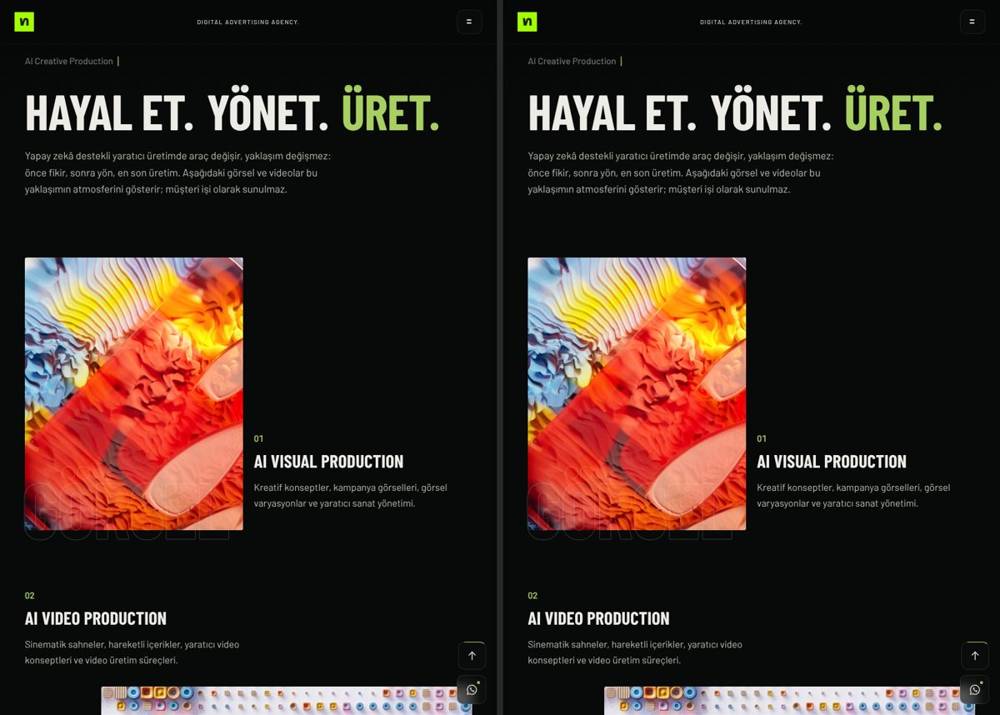 DIGITAL ADVERTISING AGENCY.
AI Creative Production
HAYAL ET. YÖNET. ÜRET.
Yapay zekâ destekli yaratıcı üretimde araç değişir, yaklaşım değişmez:
önce fikir, sonra yön, en son üretim. Aşağıdaki görsel ve videolar bu
yaklaşımın atmosferini gösterir; müşteri işi olarak sunulmaz.
01
AI VISUAL PRODUCTION
Kreatif konseptler, kampanya görselleri, görsel
varyasyonlar ve yaratıcı sanat yönetimi.
02
AI VIDEO PRODUCTION
Sinematik sahneler, hareketli içerikler, yaratıcı video
konseptleri ve video üretim süreçleri.
DIGITAL ADVERTISING AGENCY.
AI Creative Production
HAYAL ET. YÖNET. ÜRET.
Yapay zekâ destekli yaratıcı üretimde araç değişir, yaklaşım değişmez:
önce fikir, sonra yön, en son üretim. Aşağıdaki görsel ve videolar bu
yaklaşımın atmosferini gösterir; müşteri işi olarak sunulmaz.
01
AI VISUAL PRODUCTION
Kreatif konseptler, kampanya görselleri, görsel
varyasyonlar ve yaratıcı sanat yönetimi.
02
AI VIDEO PRODUCTION
Sinematik sahneler, hareketli içerikler, yaratıcı video
konseptleri ve video üretim süreçleri.